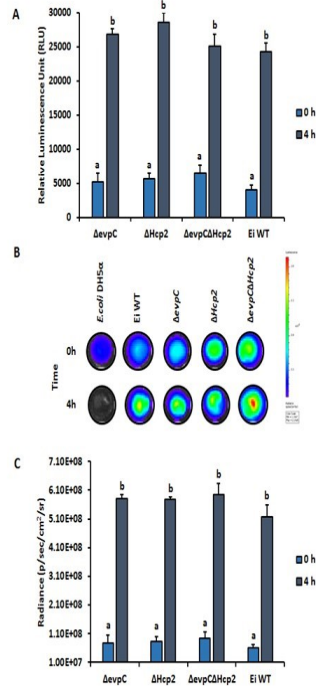 A
Relative Luminescence Unit (RLU)
30000
25000
20000
15000
10000
5000
0
a b
a b
a b
a b
ΔevpC ΔHcp2 ΔevpCΔHcp2 Ei WT
0 h
4 h
B
E.coli DH5α
Ei WT
ΔevpC
ΔHcp2
ΔevpCΔHcp2
Time
0h
4h
C
Radiance (p/sec/cm²/sr)
7.10E+08
6.10E+08
5.10E+08
4.10E+08
3.10E+08
2.10E+08
1.10E+08
1.00E+07
a b
a b
a b
a b
ΔevpC ΔHcp2 ΔevpCΔHcp2 Ei WT
0 h
4 h